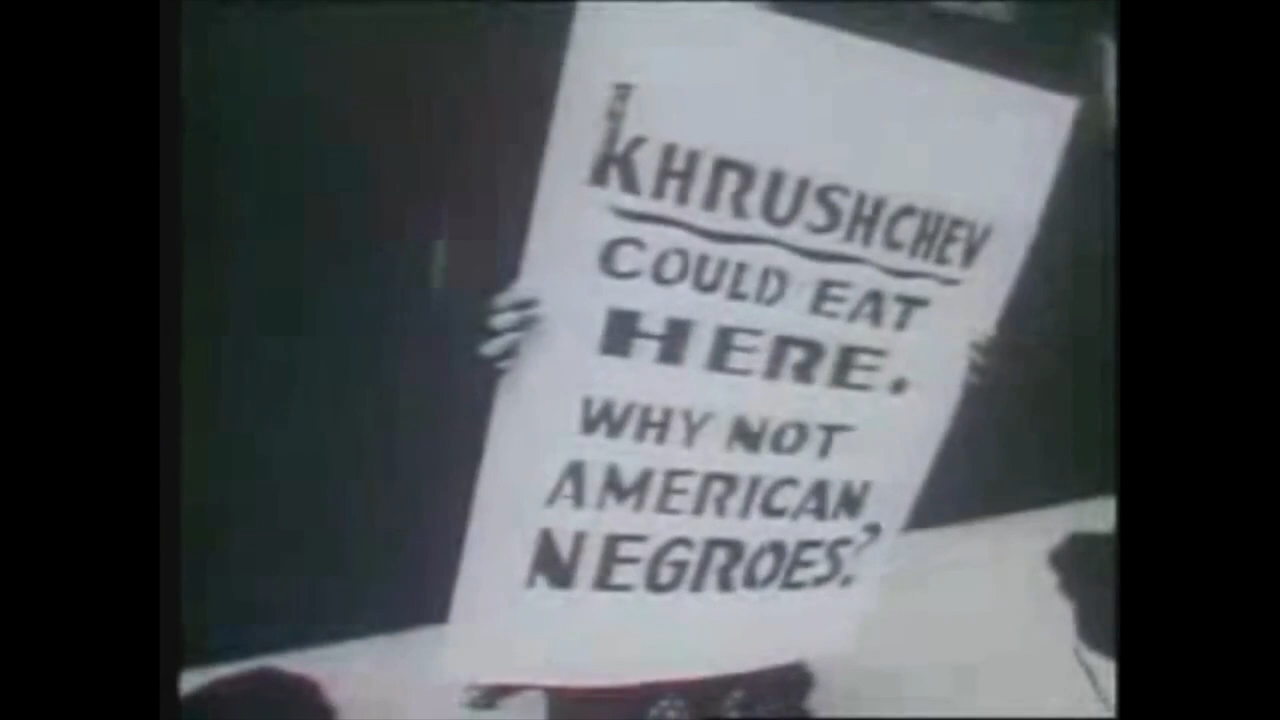 KHRUSHCHEV
COULD EAT
HERE.
WHY NOT
AMERICAN
NEGROES?